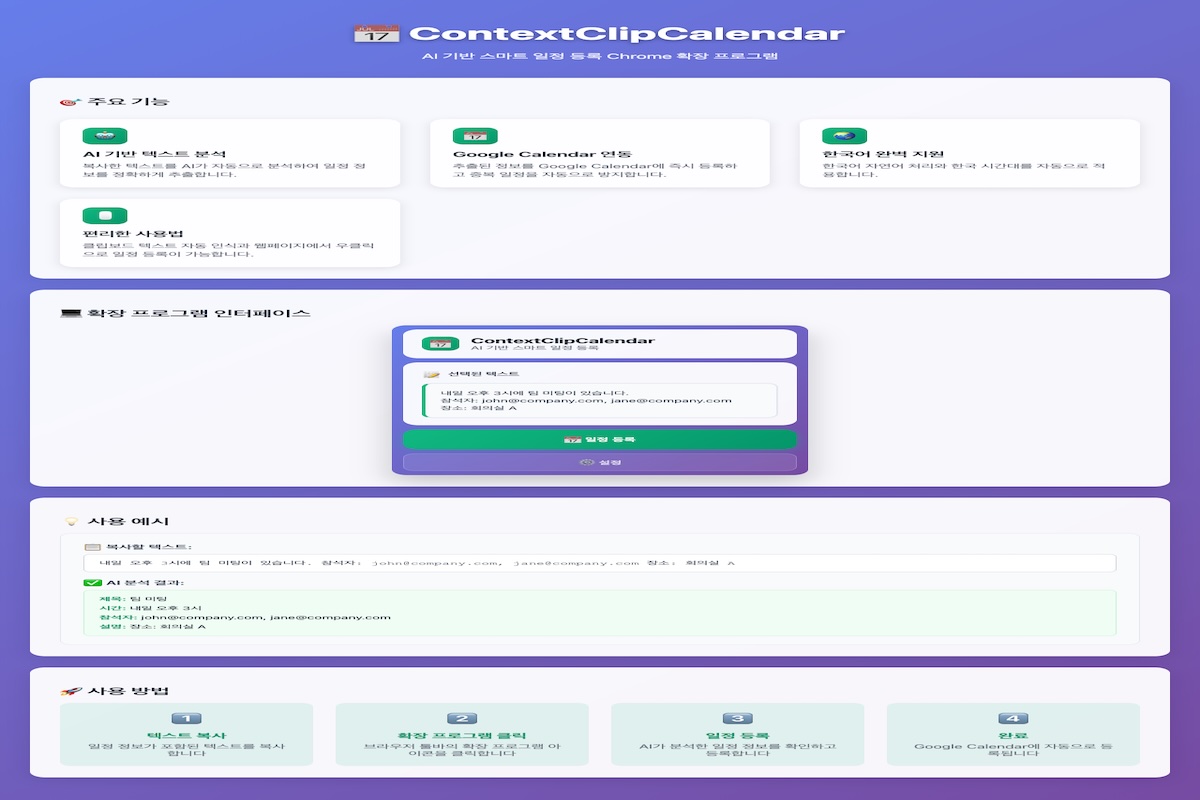 ContextClipCalendar
AI 기반 스마트 일정 등록 Chrome 확장 프로그램
주요 기능
AI 기반 텍스트 분석
복사한 텍스트를 AI가 자동으로 분석하여 일정 정
보를 정확하게 추출합니다.
Google Calendar 연동
추출된 정보를 Google Calendar에 즉시 등록하
고 중복 일정을 자동으로 방지합니다.
한국어 완벽 지원
한국어 자연어 처리와 한국 시간대를 자동으로 적
용합니다.
편리한 사용법
클립보드 텍스트 자동 인식과 웹페이지에서 우클릭
으로 일정 등록이 가능합니다.
확장 프로그램 인터페이스
ContextClipCalendar
AI 기반 스마트 일정 등록
선택된 텍스트
내일 오후 3시에 팀 미팅이 있습니다.
참석자: john@company.com, jane@company.com
장소: 회의실 A
일정 등록
설정
사용 예시
복사할 텍스트:
내일 오후 3시에 팀 미팅이 있습니다. 참석자: john@company.com, jane@company.com 장소: 회의실 A
AI 분석 결과:
제목: 팀 미팅
시간: 내일 오후 3시
참석자: john@company.com, jane@company.com
설명: 장소: 회의실 A
사용 방법
1
텍스트 복사
일정 정보가 포함된 텍스트를 복사
합니다
2
확장 프로그램 클릭
브라우저 툴바의 확장 프로그램 아
이콘을 클릭합니다
3
일정 등록
AI가 분석한 일정 정보를 확인하고
등록합니다
4
완료
Google Calendar에 자동으로 등
록됩니다